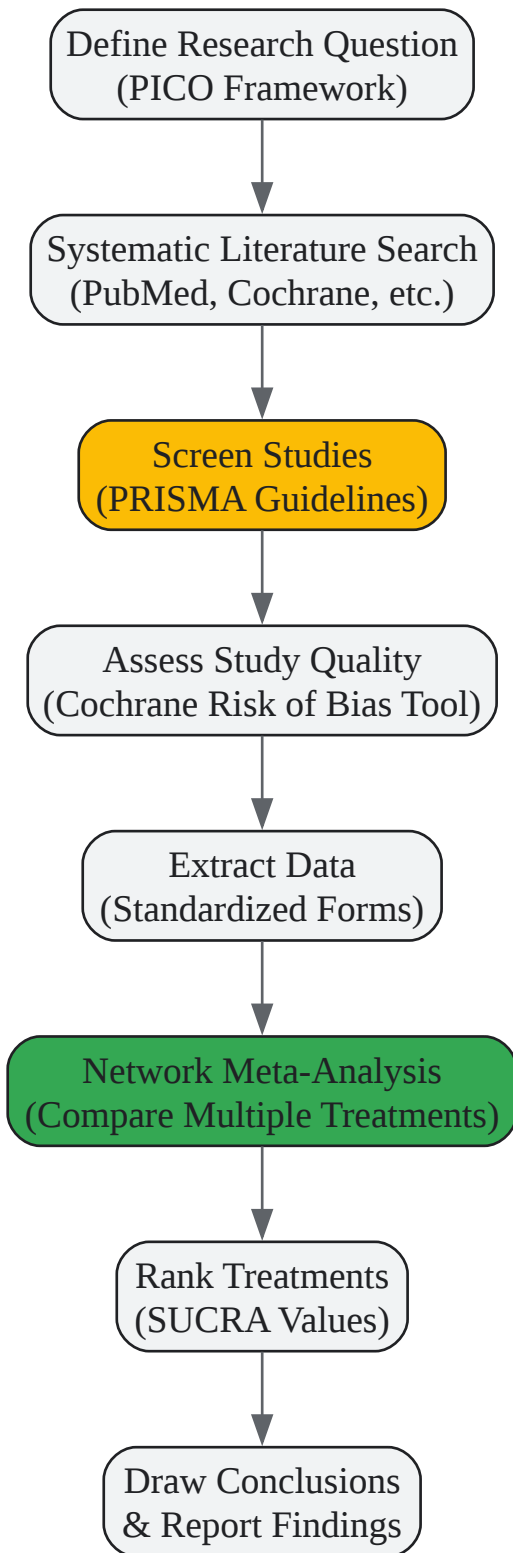 Define Research Question
(PICO Framework)
Systematic Literature Search
(PubMed, Cochrane, etc.)
Screen Studies
(PRISMA Guidelines)
Assess Study Quality
(Cochrane Risk of Bias Tool)
Extract Data
(Standardized Forms)
Network Meta-Analysis
(Compare Multiple Treatments)
Rank Treatments
(SUCRA Values)
Draw Conclusions
& Report Findings